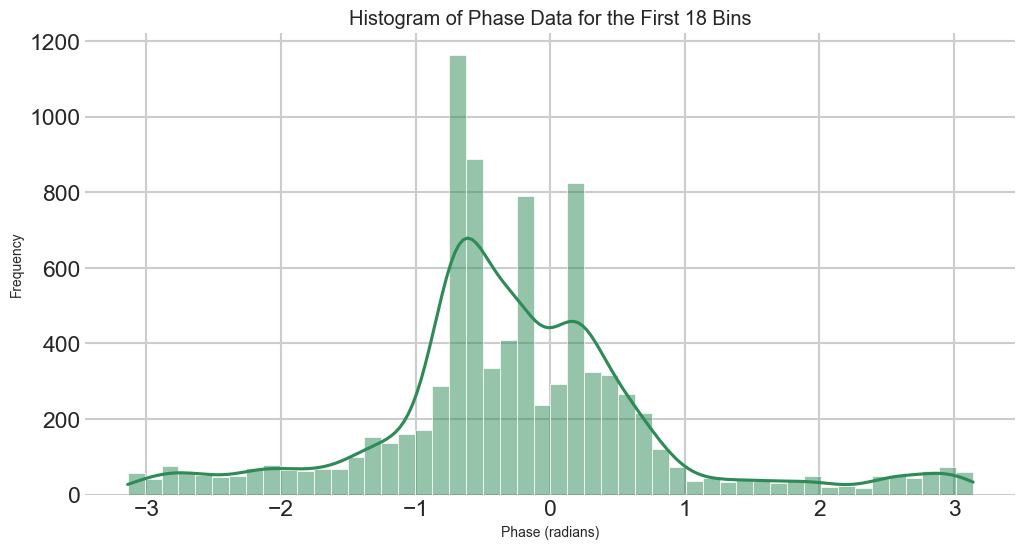 Histogram of Phase Data for the First 18 Bins
Frequency
1200
1000
800
600
400
200
0
−3 −2 −1 0 1 2 3
Phase (radians)